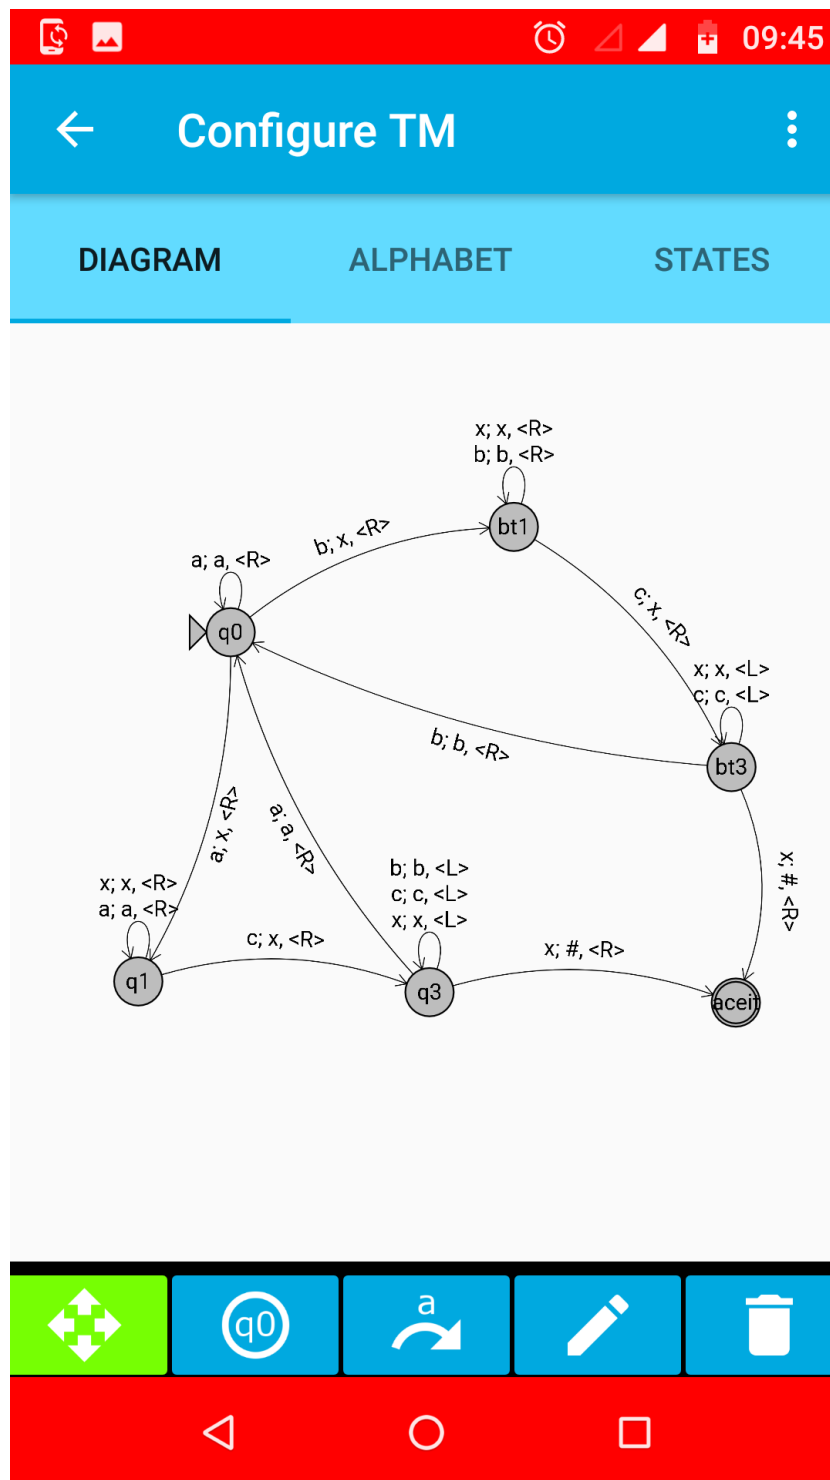 09:45
Configure TM
DIAGRAM ALPHABET STATES
x; x, <R>
b; b, <R>
bt1
b; x, <R>
a; a, <R>
q0
c; x, <R>
x; x, <L>
c; c, <L>
bt3
b; b, <R>
a; x, <R>
a; a, <R>
x; #, <R>
b; b, <L>
c; c, <L>
x; x, <L>
x; x, <R>
a; a, <R>
c; x, <R>
x; #, <R>
q1
q3
aceit
q0
a